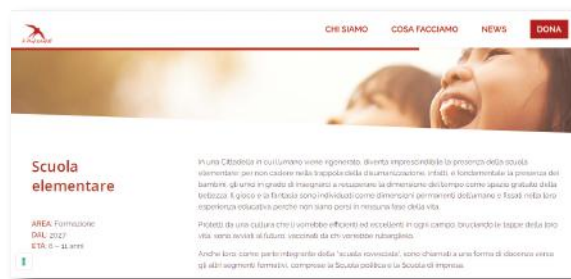 CHI SIAMO COSA FACCIAMO NEWS DONA
Scuola
elementare
AREA: Formazione
DAL: 2017
ETÀ: 6 – 11 anni
In una Cittadella in cui l'umano viene rigenerato, diventa imprescindibile la presenza della scuola
elementare per non cadere nella trappola della disumanizzazione. Infatti, è fondamentale la presenza dei
bambini, gli unici in grado di insegnarci a recuperare la dimensione del tempo come spazio gratuito della
bellezza. Il gioco e la fantasia sono individuati come dimensioni permanenti dell'umano e fissati nella loro
esperienza educativa perché non siano persi in nessuna fase della vita.
Protetti da una cultura che li vorrebbe efficienti ed eccellenti in ogni campo, bruciando le tappe della loro
vita, sono avviati al futuro, vaccinati da chi vorrebbe rubarglielo.
Anche loro, come parte integrante della "scuola rovesciata", sono chiamati a una forma di docenza verso
gli altri segmenti formativi, comprese la Scuola politica e la Scuola di impresa.